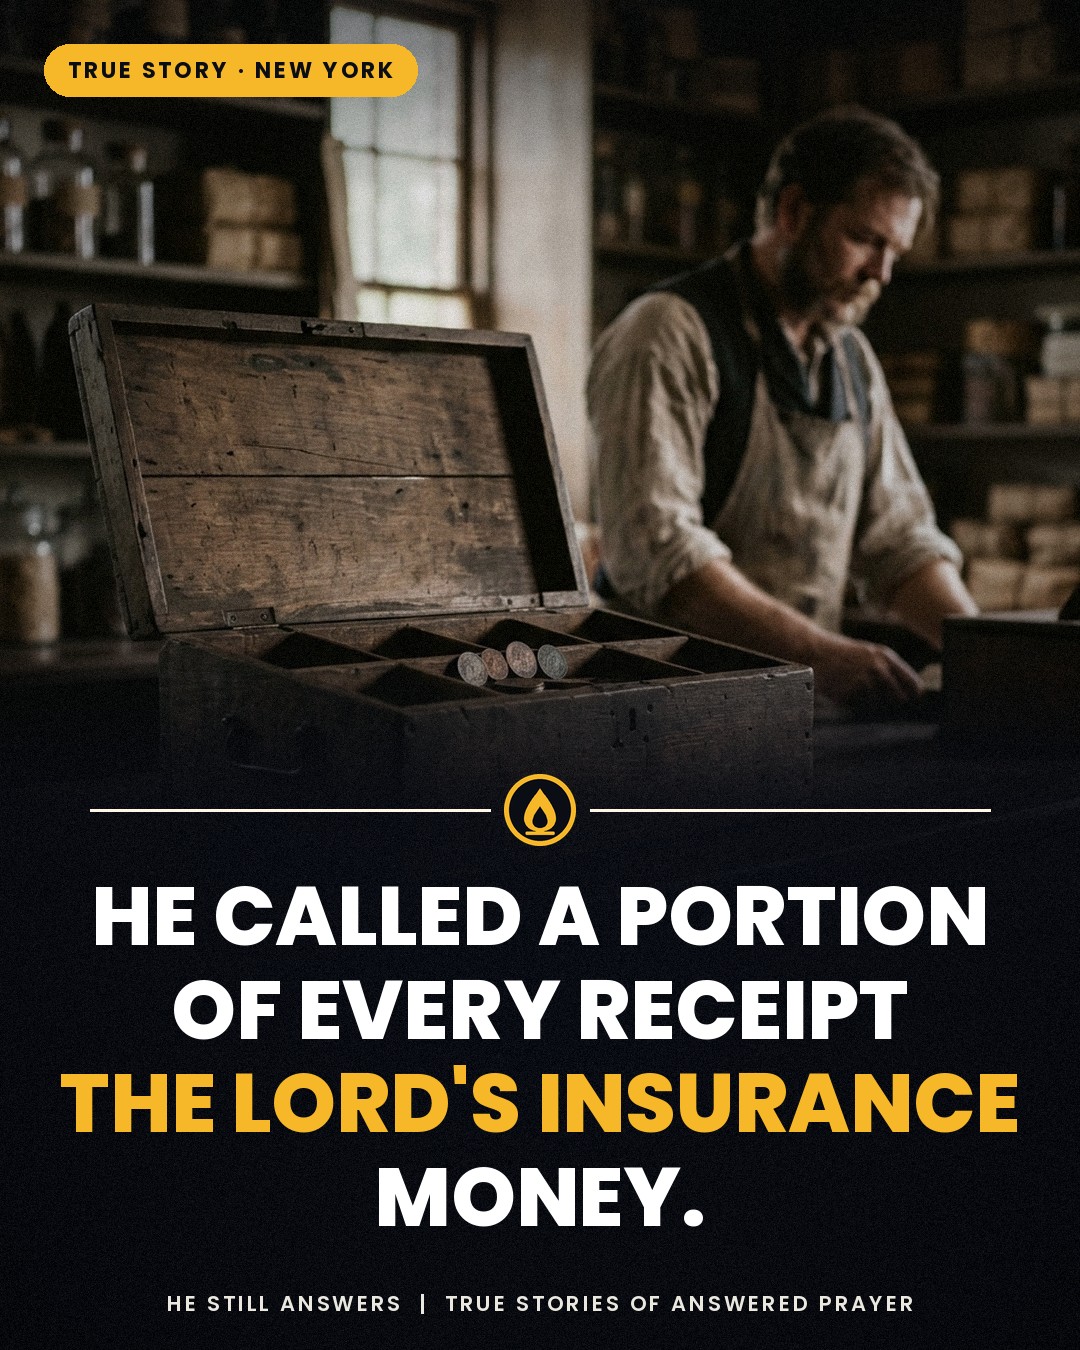 TRUE STORY · NEW YORK
HE CALLED A PORTION
OF EVERY RECEIPT
THE LORD'S INSURANCE
MONEY.
HE STILL ANSWERS | TRUE STORIES OF ANSWERED PRAYER